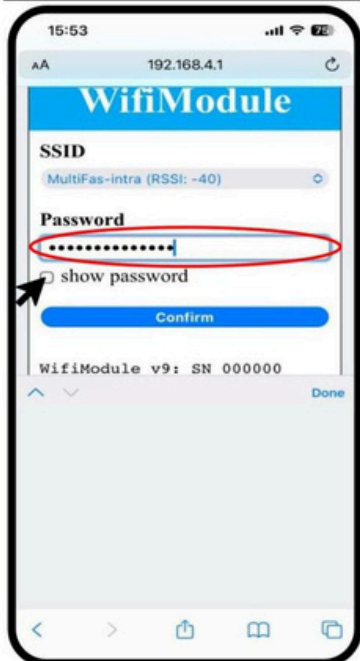 15:53
75
AA
192.168.4.1
WifiModule
SSID
MultiFas-intra (RSSI: -40)
Password
••••••••••••••
show password
Confirm
WifiModule v9: SN 000000
Done